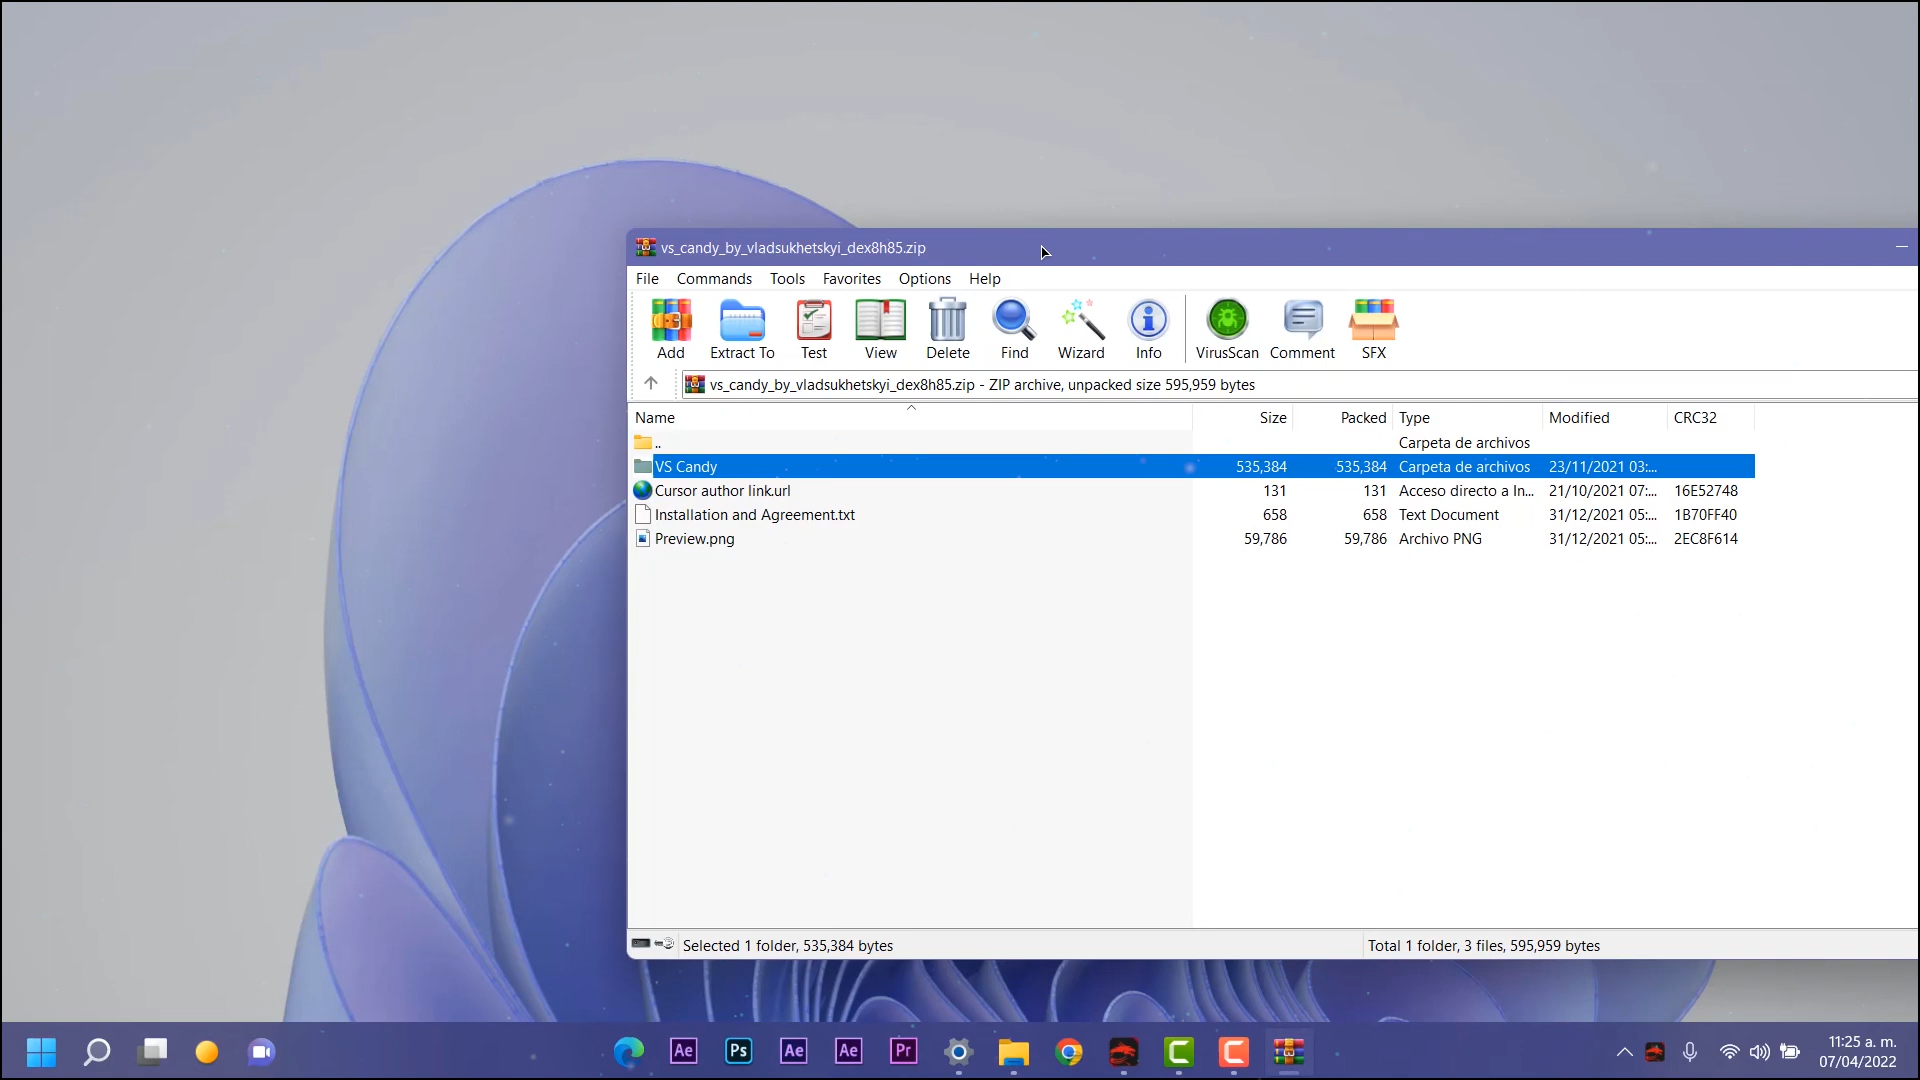 vs_candy_by_vladsukhetskyi_dex8h85.zip
File Commands Tools Favorites Options Help
Add Extract To Test View Delete Find Wizard Info VirusScan Comment SFX
vs_candy_by_vladsukhetskyi_dex8h85.zip - ZIP archive, unpacked size 595,959 bytes
Name Size Packed Type Modified CRC32
.. Carpeta de archivos
VS Candy 535,384 535,384 Carpeta de archivos 23/11/2021 03:...
Cursor author link.url 131 131 Acceso directo a In... 21/10/2021 07:... 16E52748
Installation and Agreement.txt 658 658 Text Document 31/12/2021 05:... 1B70FF40
Preview.png 59,786 59,786 Archivo PNG 31/12/2021 05:... 2EC8F614
Selected 1 folder, 535,384 bytes Total 1 folder, 3 files, 595,959 bytes
Ae Ps Ae Ae Pr
11:25 a. m.
07/04/2022